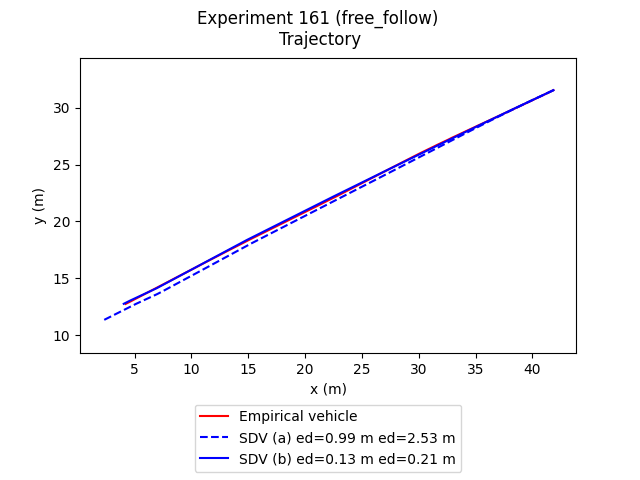 Experiment 161 (free_follow)
Trajectory
30
25
20
15
10
y (m)
5
10
15
20
25
30
35
40
x (m)
Empirical vehicle
SDV (a) ed=0.99 m ed=2.53 m
SDV (b) ed=0.13 m ed=0.21 m